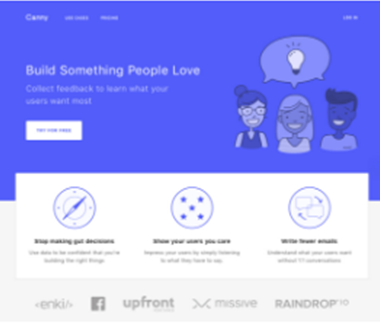 Canny USE CASES PRICING LOG IN
Build Something People Love
Collect feedback to learn what your
users want most
TRY FOR FREE
Stop making gut decisions
Use data to be confident that you're
building the right things
Show your users you care
Impress your users by simply listening
to what they have to say
Write fewer emails
Understand what your users want
without 1:1 conversations
<enki/> upfront missive RAINDROP.IO